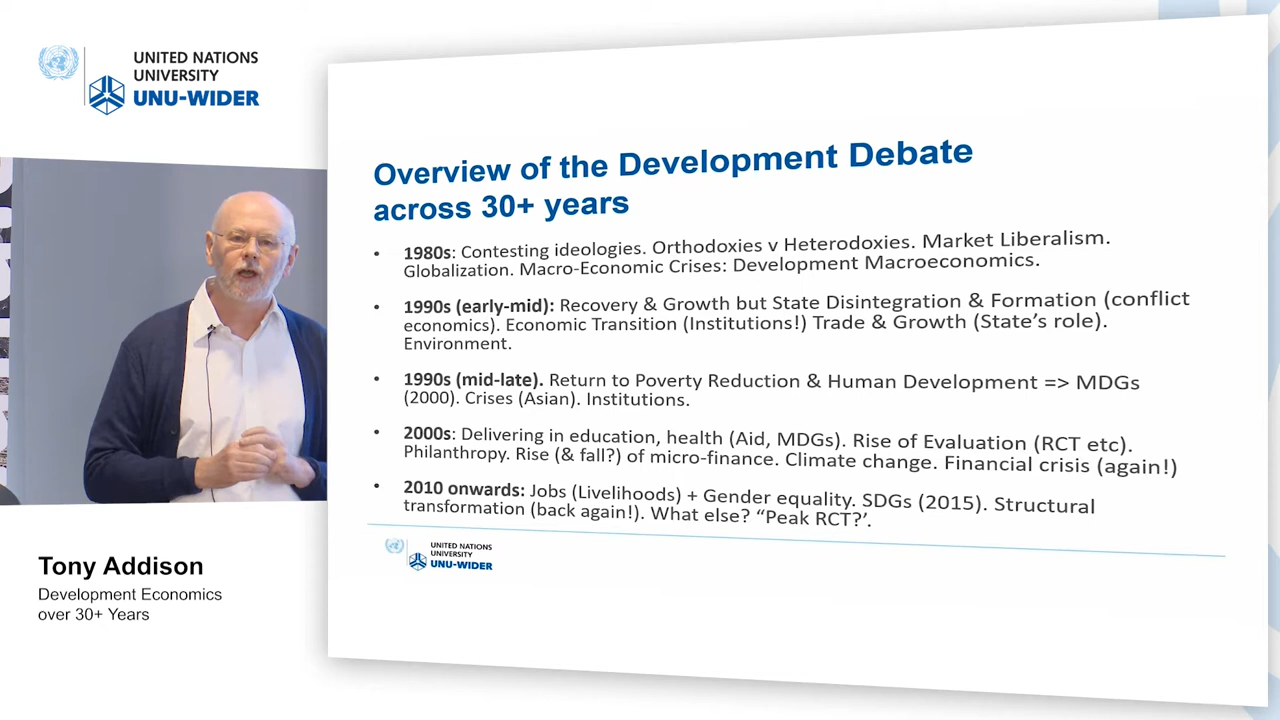 UNITED NATIONS
UNIVERSITY
UNU-WIDER
Overview of the Development Debate
across 30+ years
• 1980s: Contesting ideologies. Orthodoxies v Heterodoxies. Market Liberalism.
Globalization. Macro-Economic Crises: Development Macroeconomics.
• 1990s (early-mid): Recovery & Growth but State Disintegration & Formation (conflict
economics). Economic Transition (Institutions!) Trade & Growth (State's role).
Environment.
• 1990s (mid-late). Return to Poverty Reduction & Human Development => MDGs
(2000). Crises (Asian). Institutions.
• 2000s: Delivering in education, health (Aid, MDGs). Rise of Evaluation (RCT etc).
Philanthropy. Rise (& fall?) of micro-finance. Climate change. Financial crisis (again!)
• 2010 onwards: Jobs (Livelihoods) + Gender equality. SDGs (2015). Structural
transformation (back again!). What else? “Peak RCT?’.
UNITED NATIONS
UNIVERSITY
UNU-WIDER
Tony Addison
Development Economics
over 30+ Years